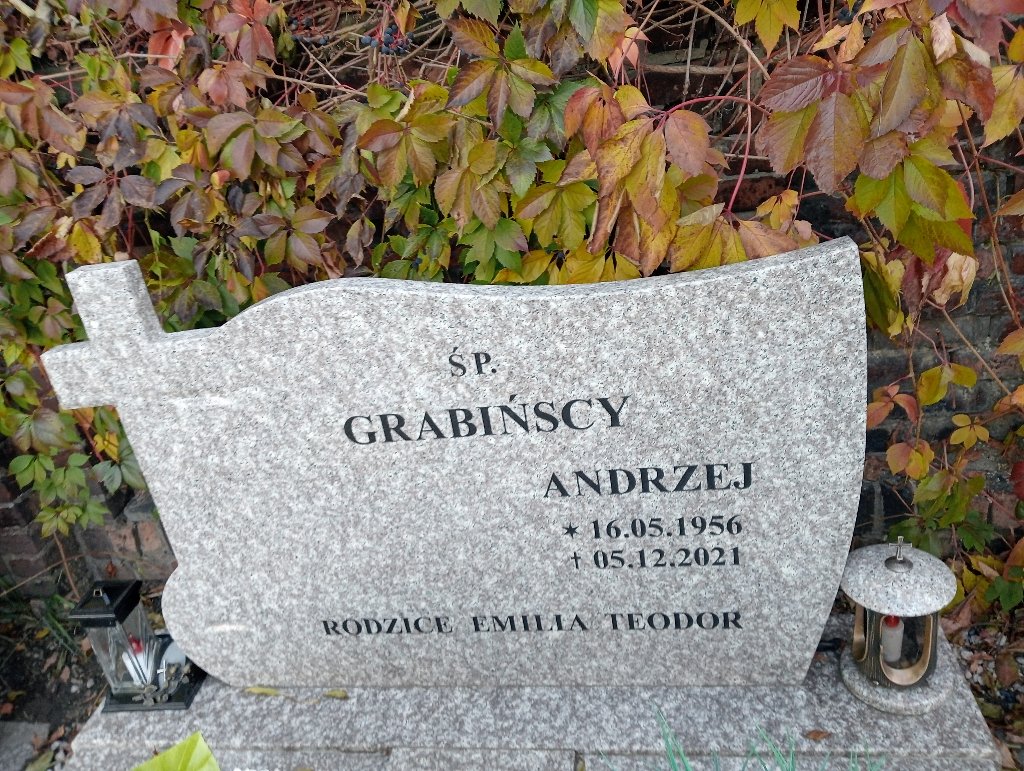 ŚP.
GRABIŃSCY
ANDRZEJ
✶ 16.05.1956
† 05.12.2021
RODZICE EMILIA TEODOR